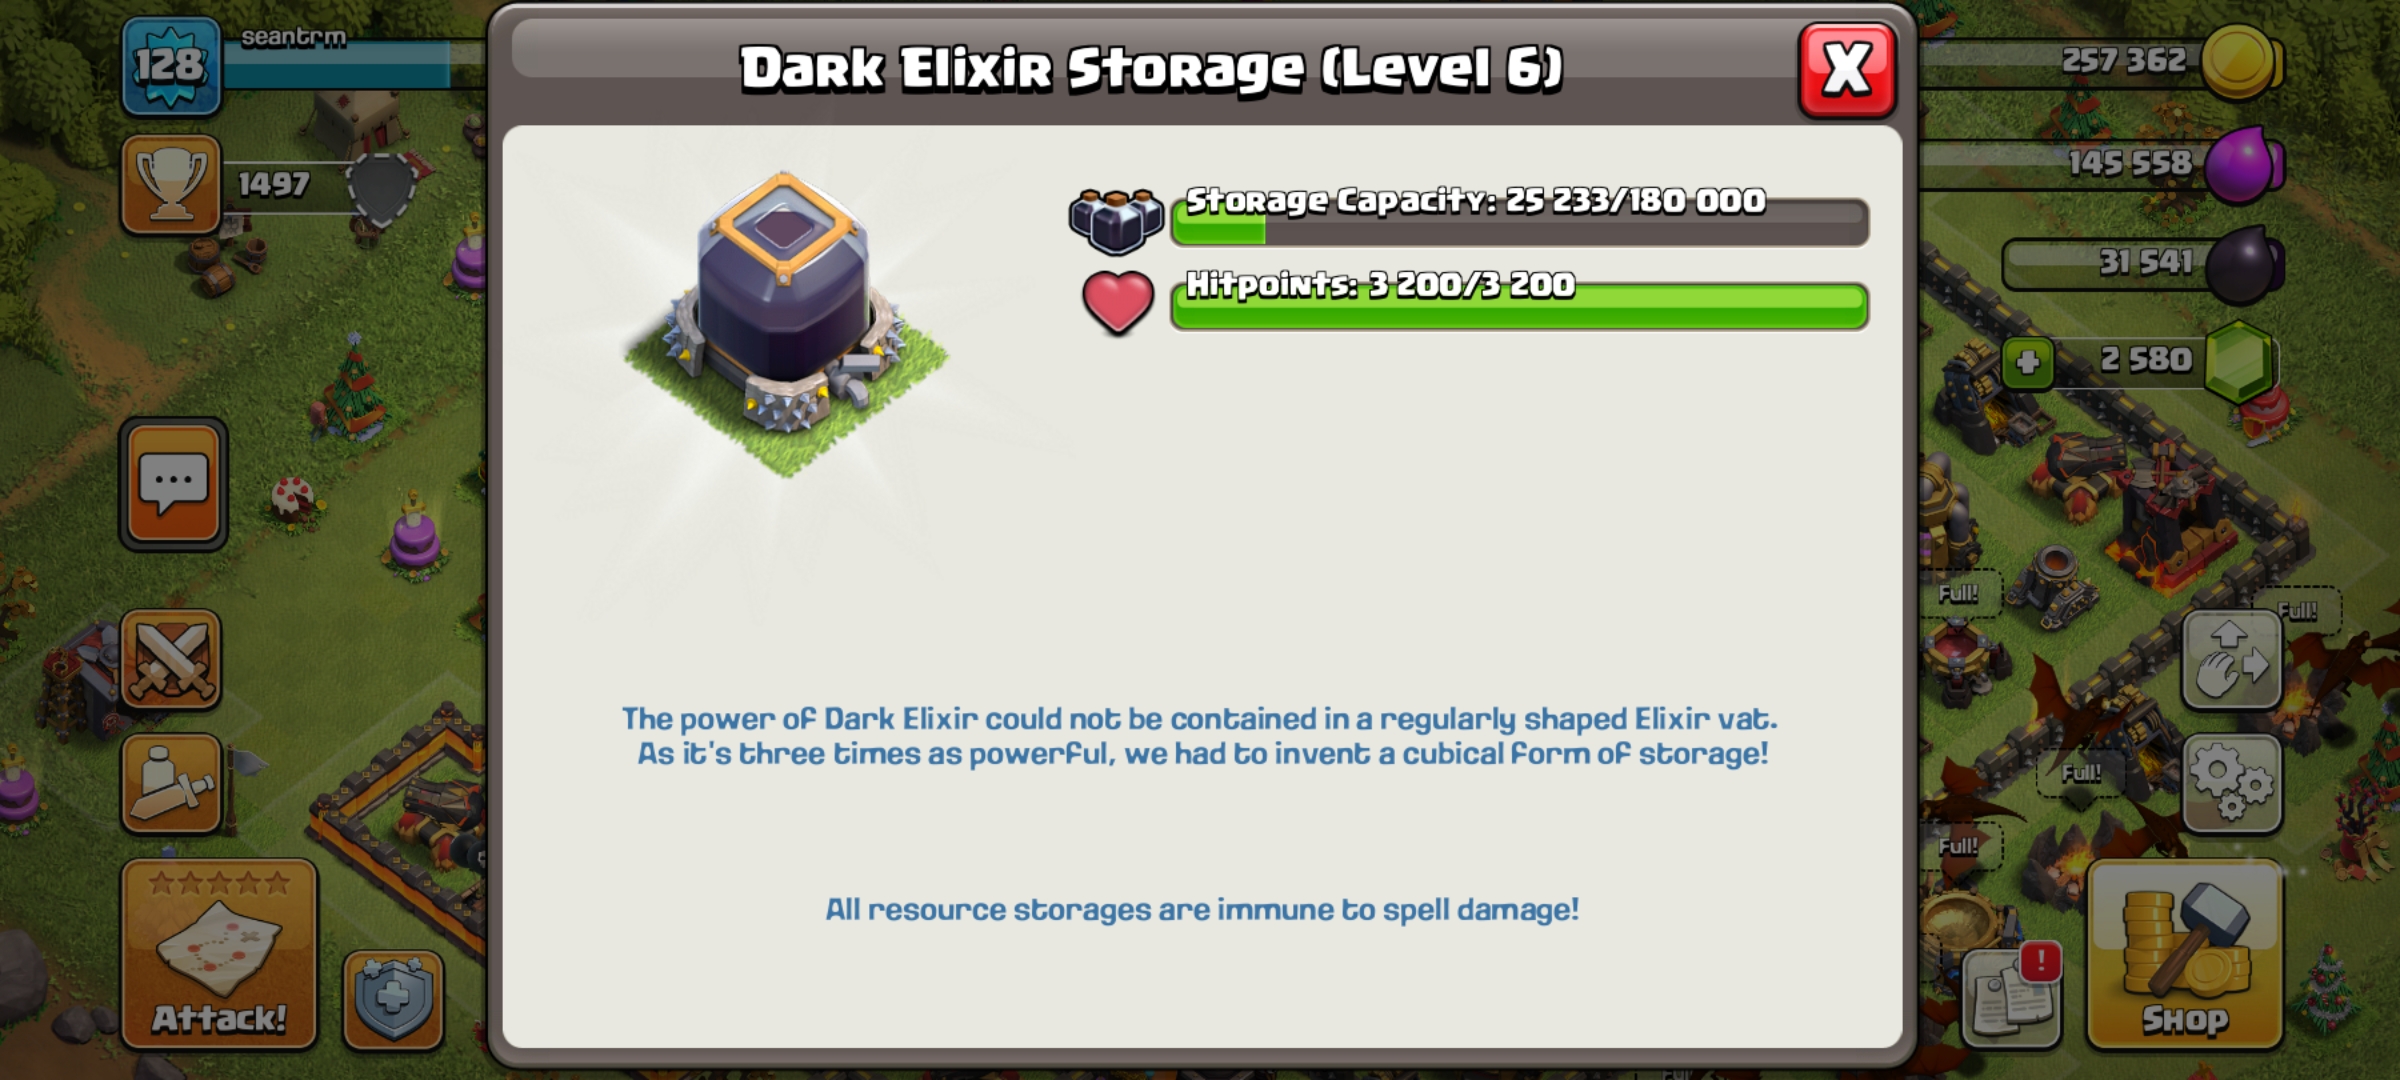 128
seantrm
Dark Elixir Storage (Level 6)
X
257 362
145 558
1497
Storage Capacity: 25 233/180 000
31 541
Hitpoints: 3 200/3 200
2 580
Full!
Full!
The power of Dark Elixir could not be contained in a regularly shaped Elixir vat.
As it's three times as powerful, we had to invent a cubical form of storage!
Full!
Full!
All resource storages are immune to spell damage!
!
Attack!
Shop